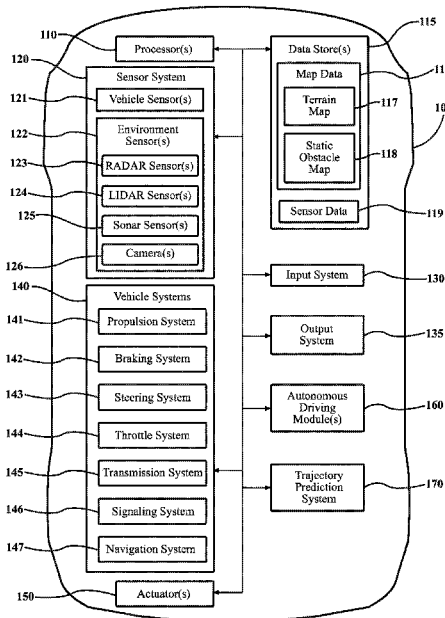 110
Processor(s)
120
Sensor System
121
Vehicle Sensor(s)
122
Environment
Sensor(s)
123
RADAR Sensor(s)
124
LIDAR Sensor(s)
125
Sonar Sensor(s)
126
Camera(s)
140
Vehicle Systems
141
Propulsion System
142
Braking System
143
Steering System
144
Throttle System
145
Transmission System
146
Signaling System
147
Navigation System
150
Actuator(s)
Data Store(s)
115
Map Data
11
Terrain
Map
117
10
Static
Obstacle
Map
118
Sensor Data
119
Input System
130
Output
System
135
Autonomous
Driving
Module(s)
160
Trajectory
Prediction
System
170